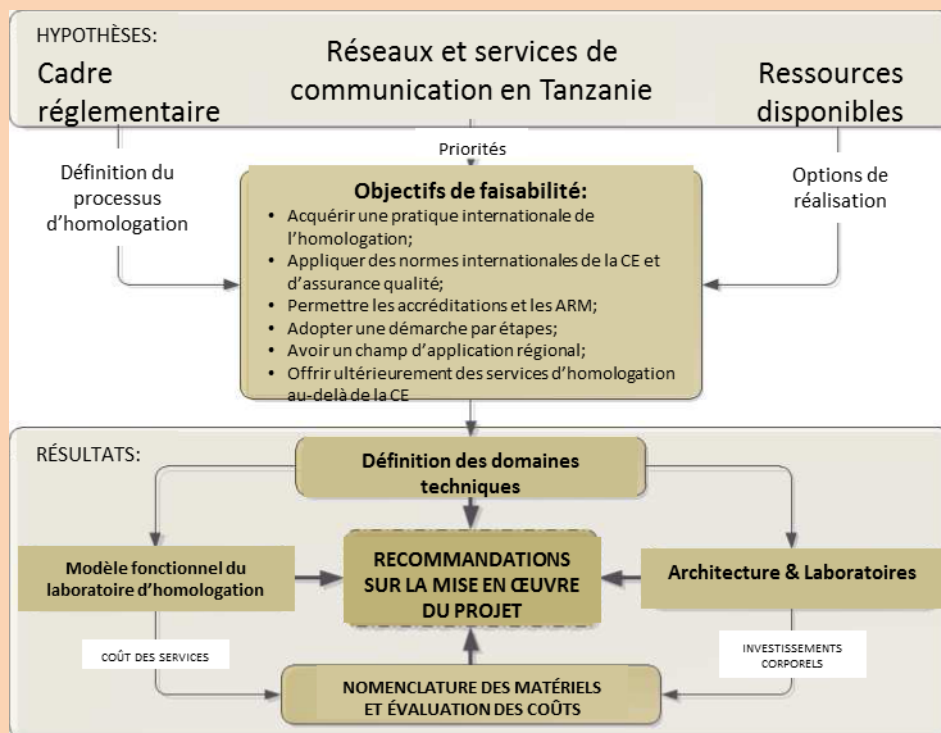 HYPOTHÈSES:
Cadre
réglementaire
Réseaux et services de
communication en Tanzanie
Ressources
disponibles
Définition du
processus
d’homologation
Priorités
Options de
réalisation
Objectifs de faisabilité:
• Acquérir une pratique internationale de
l’homologation;
• Appliquer des normes internationales de la CE et
d’assurance qualité;
• Permettre les accréditations et les ARM;
• Adopter une démarche par étapes;
• Avoir un champ d’application régional;
• Offrir ultérieurement des services d’homologation
au-delà de la CE
RÉSULTATS:
Définition des domaines
techniques
Modèle fonctionnel du
laboratoire d’homologation
RECOMMANDATIONS
SUR LA MISE EN ŒUVRE
DU PROJET
Architecture & Laboratoires
COÛT DES SERVICES
INVESTISSEMENTS
CORPORELS
NOMENCLATURE DES MATÉRIELS
ET ÉVALUATION DES COÛTS